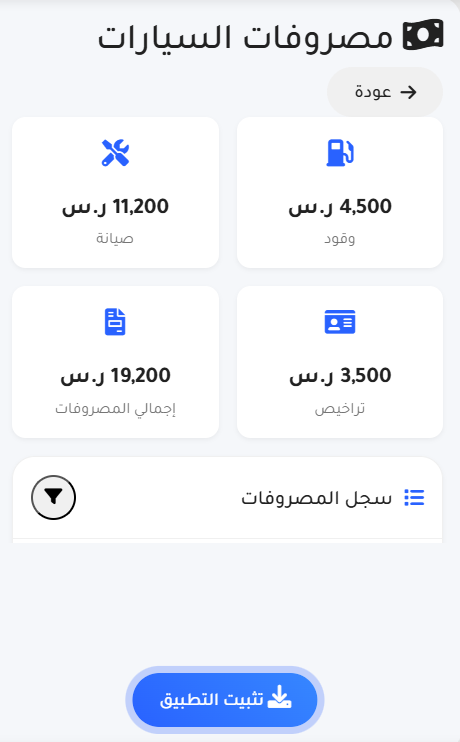 مصروفات السيارات
عودة
4,500 ر.س
وقود
11,200 ر.س
صيانة
3,500 ر.س
تراخيص
19,200 ر.س
إجمالي المصروفات
سجل المصروفات
تثبيت التطبيق